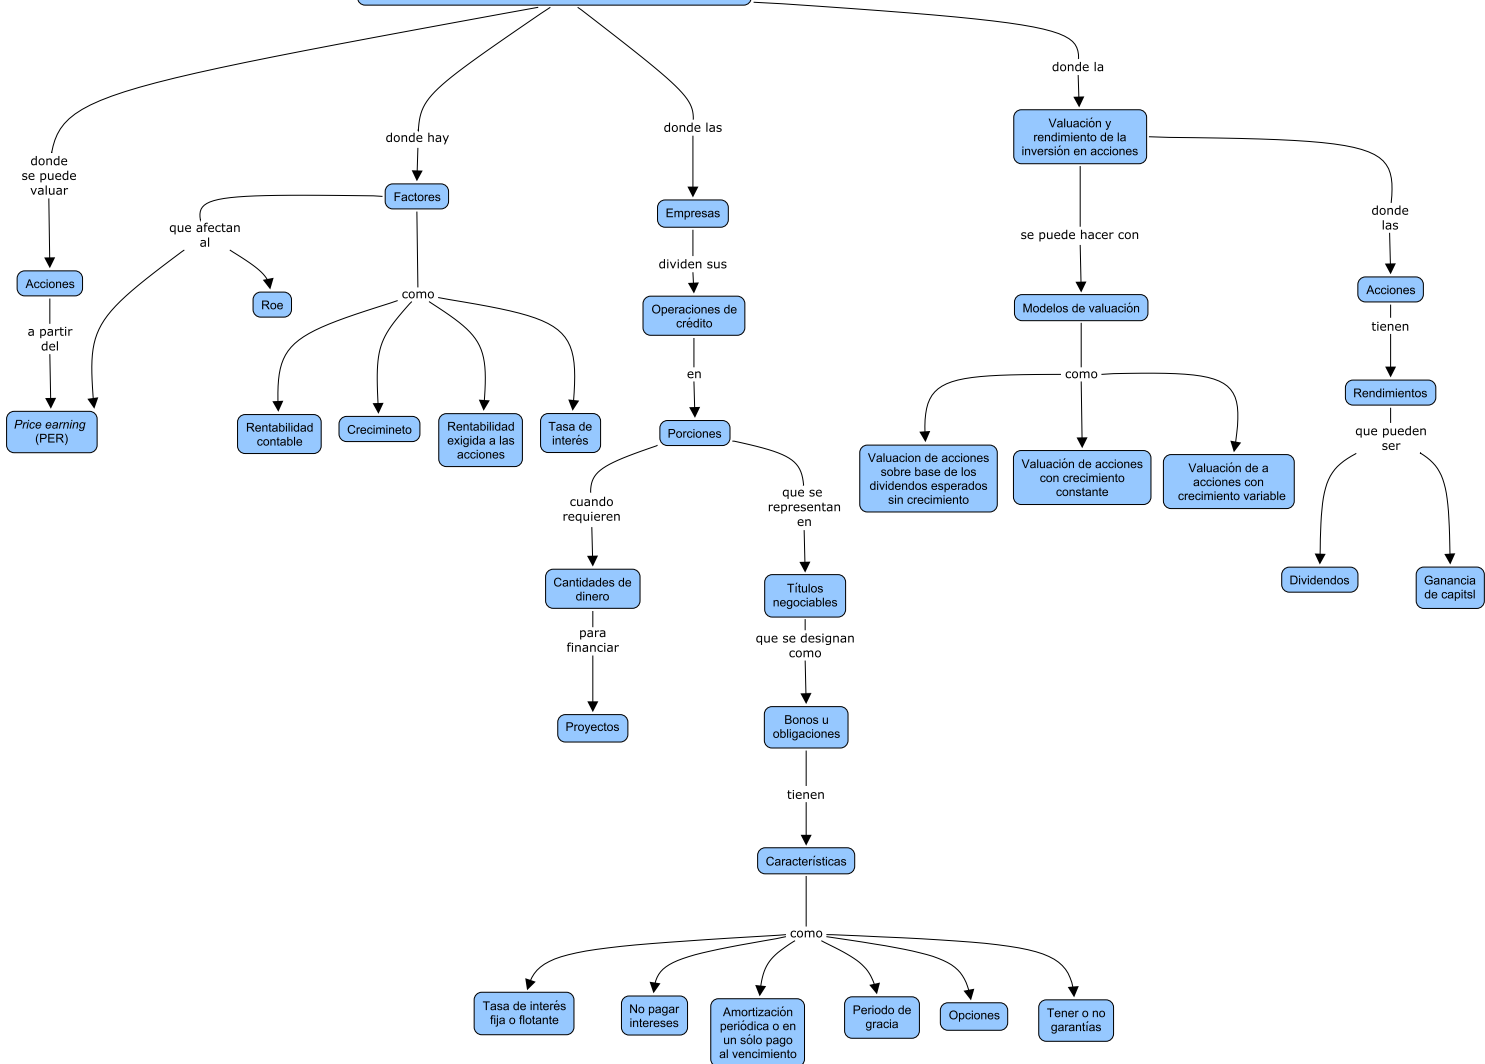 donde
se puede
valuar
Acciones
a partir
del
Price earning
(PER)
donde hay
Factores
que afectan
al
Roe
como
Rentabilidad
contable
Crecimineto
Rentabilidad
exigida a las
acciones
Tasa de
interés
donde las
Empresas
dividen sus
Operaciones de
crédito
en
Porciones
cuando
requieren
Cantidades de
dinero
para
financiar
Proyectos
que se
representan
en
Títulos
negociables
que se designan
como
Bonos u
obligaciones
tienen
Características
como
Tasa de interés
fija o flotante
No pagar
intereses
Amortización
periódica o en
un sólo pago
al vencimiento
Periodo de
gracia
Opciones
Tener o no
garantías
donde la
Valuación y
rendimiento de la
inversión en acciones
se puede hacer con
Modelos de valuación
como
Valuacion de acciones
sobre base de los
dividendos esperados
sin crecimiento
Valuación de acciones
con crecimiento
constante
Valuación de a
acciones con
crecimiento variable
donde
las
Acciones
tienen
Rendimientos
que pueden
ser
Dividendos
Ganancia
de capitsl